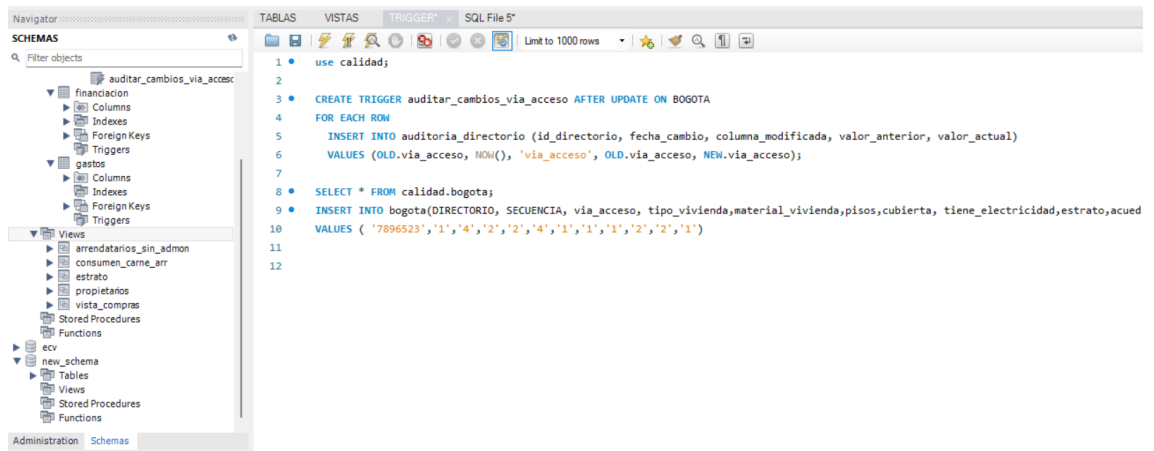 Navigator
SCHEMAS
Filter objects
auditar_cambios_via_acceso
financiacion
Columns
Indexes
Foreign Keys
Triggers
gastos
Columns
Indexes
Foreign Keys
Triggers
Views
arrendatarios_sin_admon
consumen_carne_arr
estrato
propietarios
vista_compras
Stored Procedures
Functions
ecv
new_schema
Tables
Views
Stored Procedures
Functions
Administration Schemas
TABLAS VISTAS TRIGGER* × SQL File 5*
Limit to 1000 rows
1 use calidad;
2
3 CREATE TRIGGER auditar_cambios_via_acceso AFTER UPDATE ON BOGOTA
4 FOR EACH ROW
5 INSERT INTO auditoria_directorio (id_directorio, fecha_cambio, columna_modificada, valor_anterior, valor_actual)
6 VALUES (OLD.via_acceso, NOW(), 'via_acceso', OLD.via_acceso, NEW.via_acceso);
7
8 SELECT * FROM calidad.bogota;
9 INSERT INTO bogota(DIRECTORIO, SECUENCIA, via_acceso, tipo_vivienda,material_vivienda,pisos,cubierta, tiene_electricidad,estrato,acued
10 VALUES ( '7896523','1','4','2','2','4','1','1','1','2','2','1')
11
12